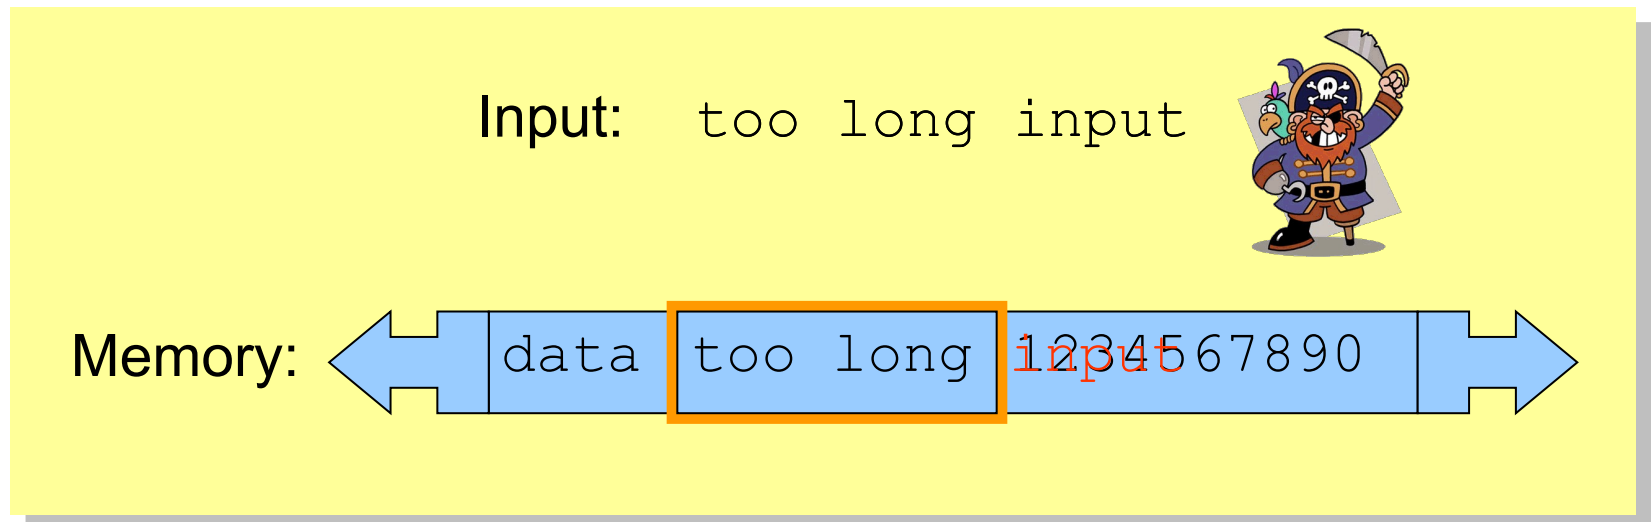 Input: too long input
Memory: data too long input 1234567890